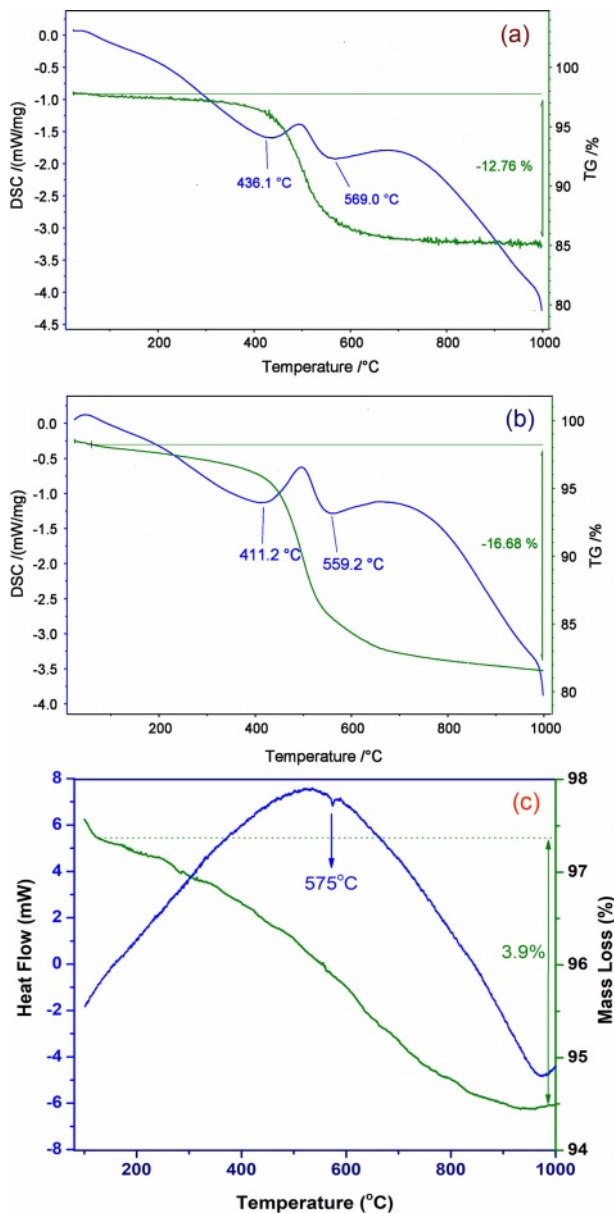 (a)
DSC /(mW/mg)
0.0
-0.5
-1.0
-1.5
-2.0
-2.5
-3.0
-3.5
-4.0
-4.5
TG /%
100
95
90
85
80
436.1 °C
569.0 °C
-12.76 %
200 400 600 800 1000
Temperature /°C
(b)
DSC /(mW/mg)
0.0
-0.5
-1.0
-1.5
-2.0
-2.5
-3.0
-3.5
-4.0
TG /%
100
95
90
85
80
411.2 °C
559.2 °C
-16.68 %
200 400 600 800 1000
Temperature /°C
(c)
Heat Flow (mW)
8
6
4
2
0
-2
-4
-6
-8
Mass Loss (%)
98
97
96
95
94
575°C
3.9%
200 400 600 800 1000
Temperature (°C)